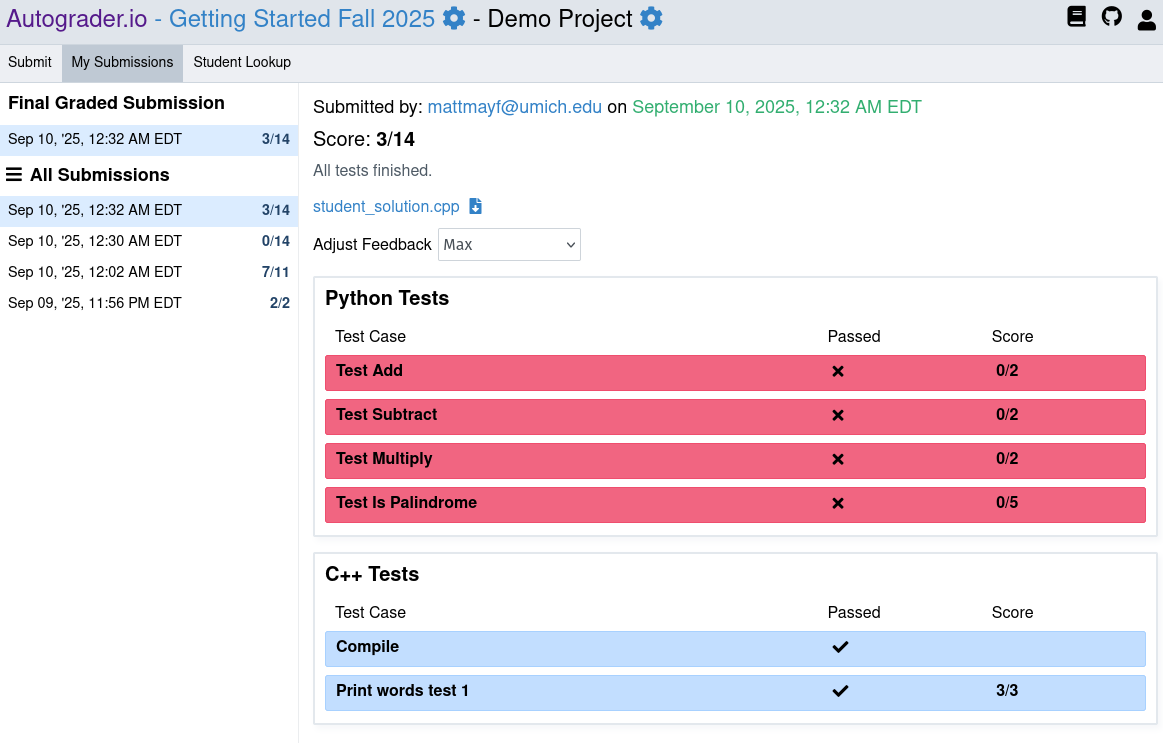 Autograder.io - Getting Started Fall 2025 - Demo Project
Submit My Submissions Student Lookup
Final Graded Submission
Sep 10, '25, 12:32 AM EDT 3/14
All Submissions
Sep 10, '25, 12:32 AM EDT 3/14
Sep 10, '25, 12:30 AM EDT 0/14
Sep 10, '25, 12:02 AM EDT 7/11
Sep 09, '25, 11:56 PM EDT 2/2
Submitted by: mattmayf@umich.edu on September 10, 2025, 12:32 AM EDT
Score: 3/14
All tests finished.
student_solution.cpp
Adjust Feedback Max
Python Tests
Test Case Passed Score
Test Add 0/2
Test Subtract 0/2
Test Multiply 0/2
Test Is Palindrome 0/5
C++ Tests
Test Case Passed Score
Compile
Print words test 1 3/3